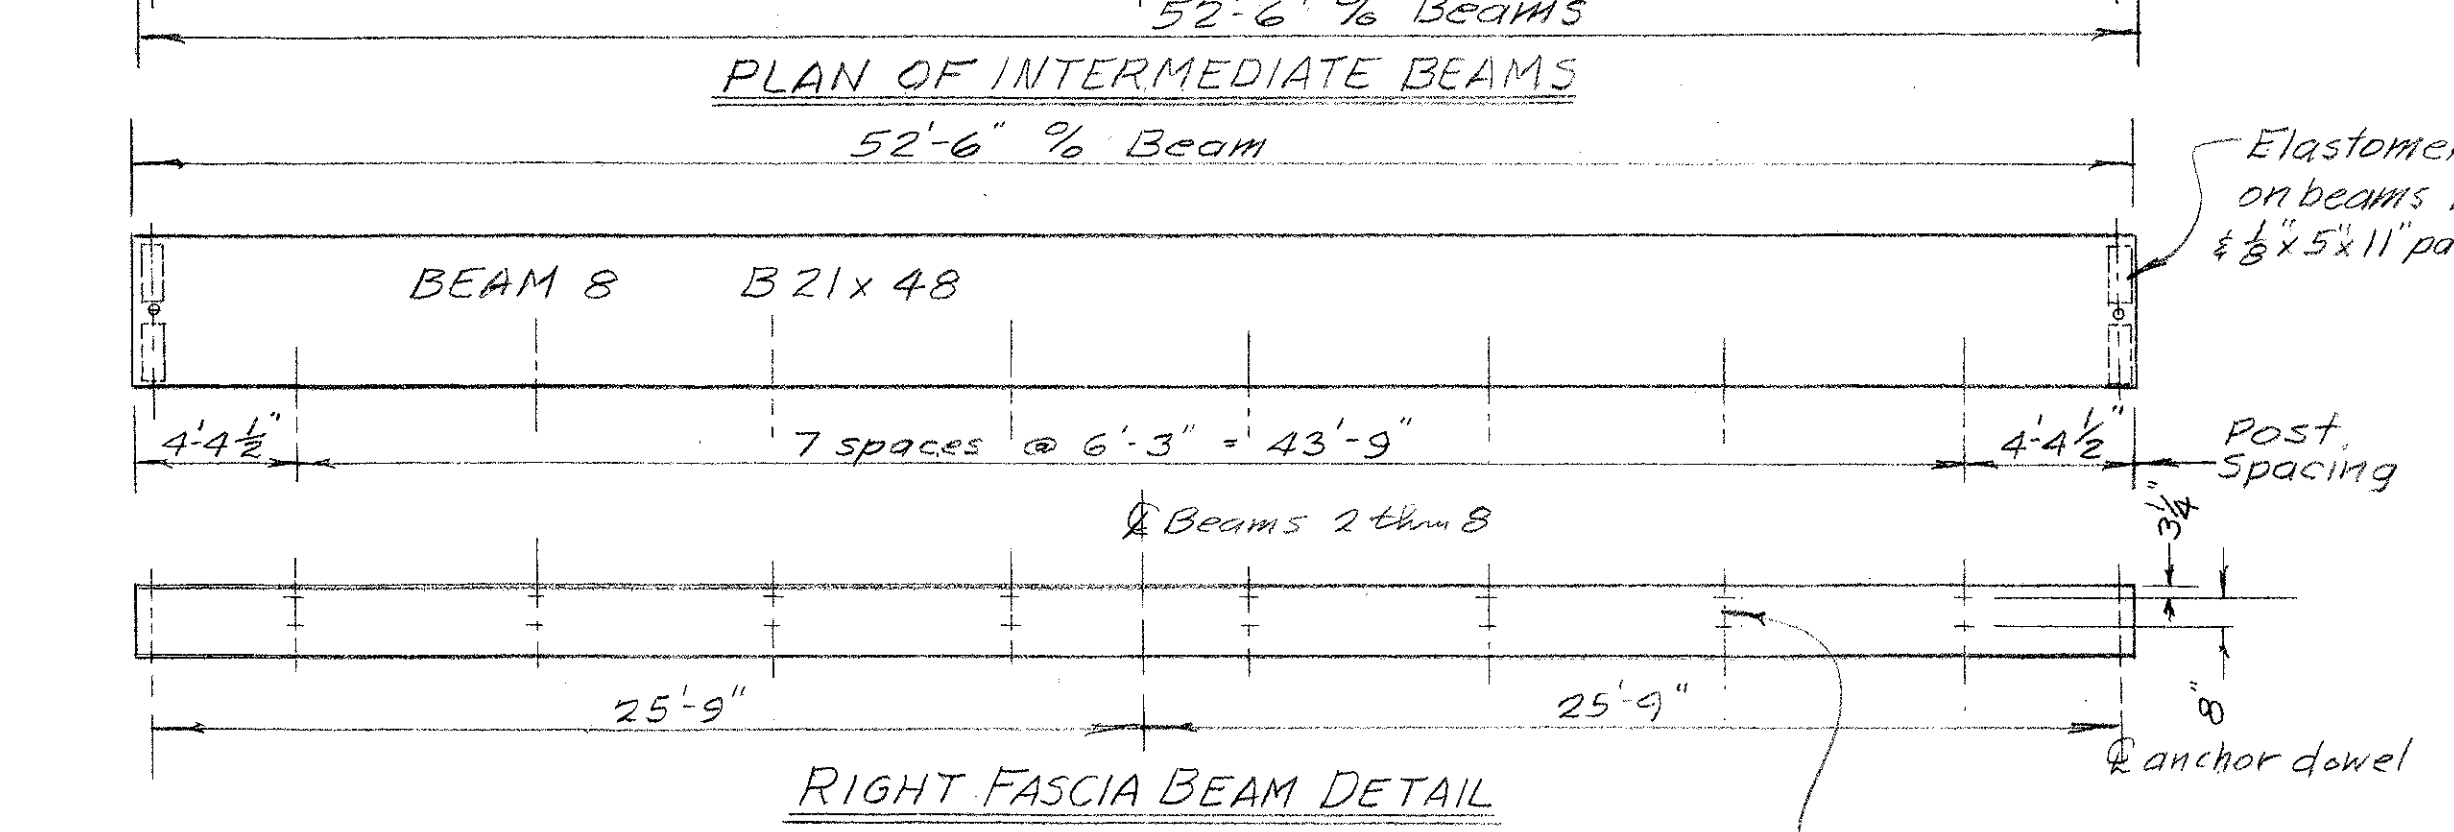 52'-6" % Beams
PLAN OF INTERMEDIATE BEAMS
52'-6" % Beam
Elastomer
on beams
& 1/8" x 5" x 11" pa
BEAM 8 B 21 x 48
4'-4 1/2" 7 spaces @ 6'-3" = 43'-9" 4'-4 1/2" Post
Spacing
3 1/4"
℄ Beams 2 thru 8
25'-9" 25'-9" 8"
℄ anchor dowel
RIGHT FASCIA BEAM DETAIL